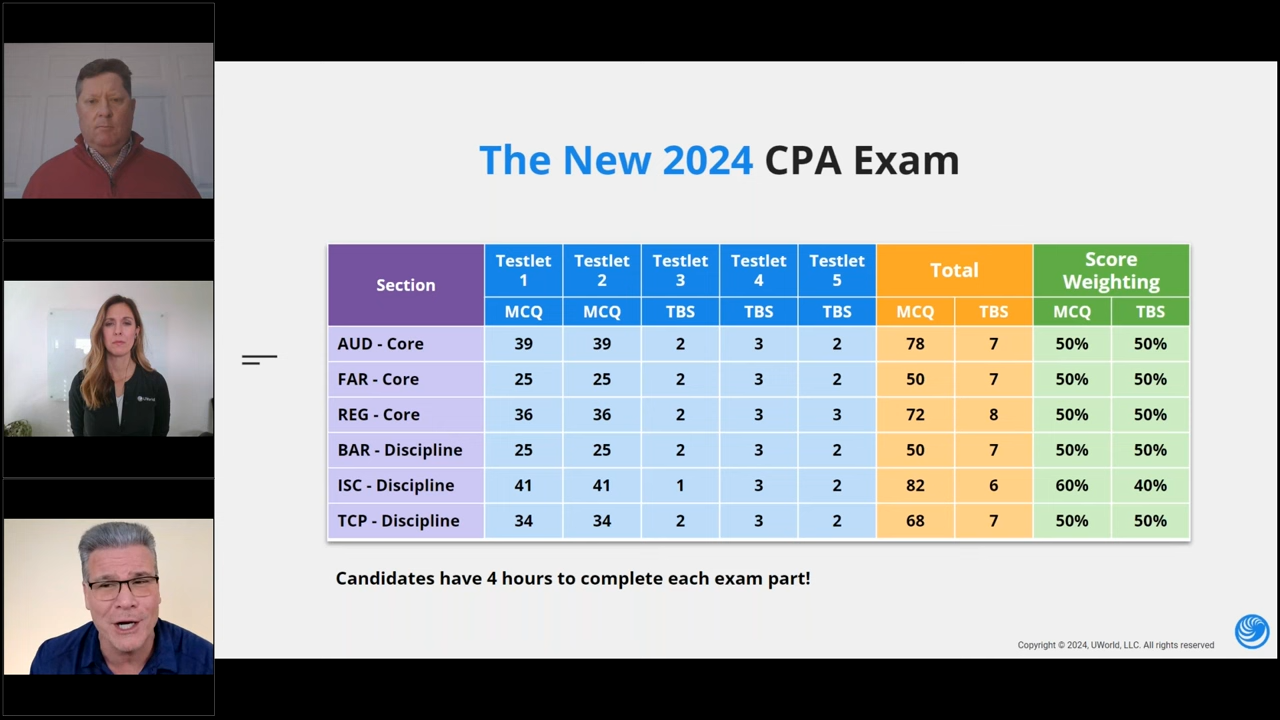 The New 2024 CPA Exam
Section Testlet 1 Testlet 2 Testlet 3 Testlet 4 Testlet 5 Total Score Weighting
MCQ MCQ TBS TBS TBS MCQ TBS MCQ TBS
AUD - Core 39 39 2 3 2 78 7 50% 50%
FAR - Core 25 25 2 3 2 50 7 50% 50%
REG - Core 36 36 2 3 3 72 8 50% 50%
BAR - Discipline 25 25 2 3 2 50 7 50% 50%
ISC - Discipline 41 41 1 3 2 82 6 60% 40%
TCP - Discipline 34 34 2 3 2 68 7 50% 50%
Candidates have 4 hours to complete each exam part!
Copyright © 2024, UWorld, LLC. All rights reserved
UWorld